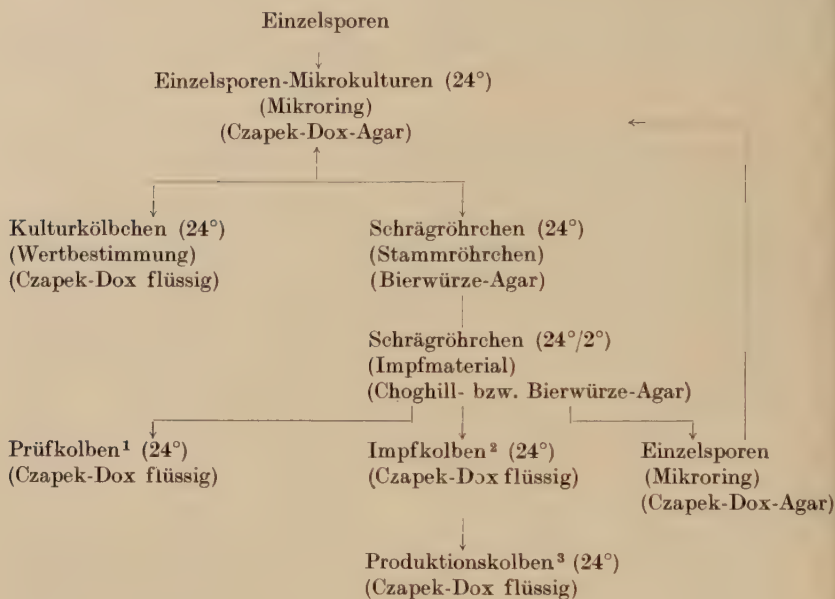 Einzelsporen
Einzelsporen-Mikrokulturen (24°)
(Mikroring)
(Czapek-Dox-Agar)
Kulturkölbchen (24°)
(Wertbestimmung)
(Czapek-Dox flüssig)
Schrägröhrchen (24°)
(Stammröhrchen)
(Bierwürze-Agar)
Schrägröhrchen (24°/2°)
(Impfmaterial)
(Choghill- bzw. Bierwürze-Agar)
Prüfkolben¹ (24°)
(Czapek-Dox flüssig)
Impfkolben² (24°)
(Czapek-Dox flüssig)
Einzelsporen
(Mikroring)
(Czapek-Dox-Agar)
Produktionskolben³ (24°)
(Czapek-Dox flüssig)